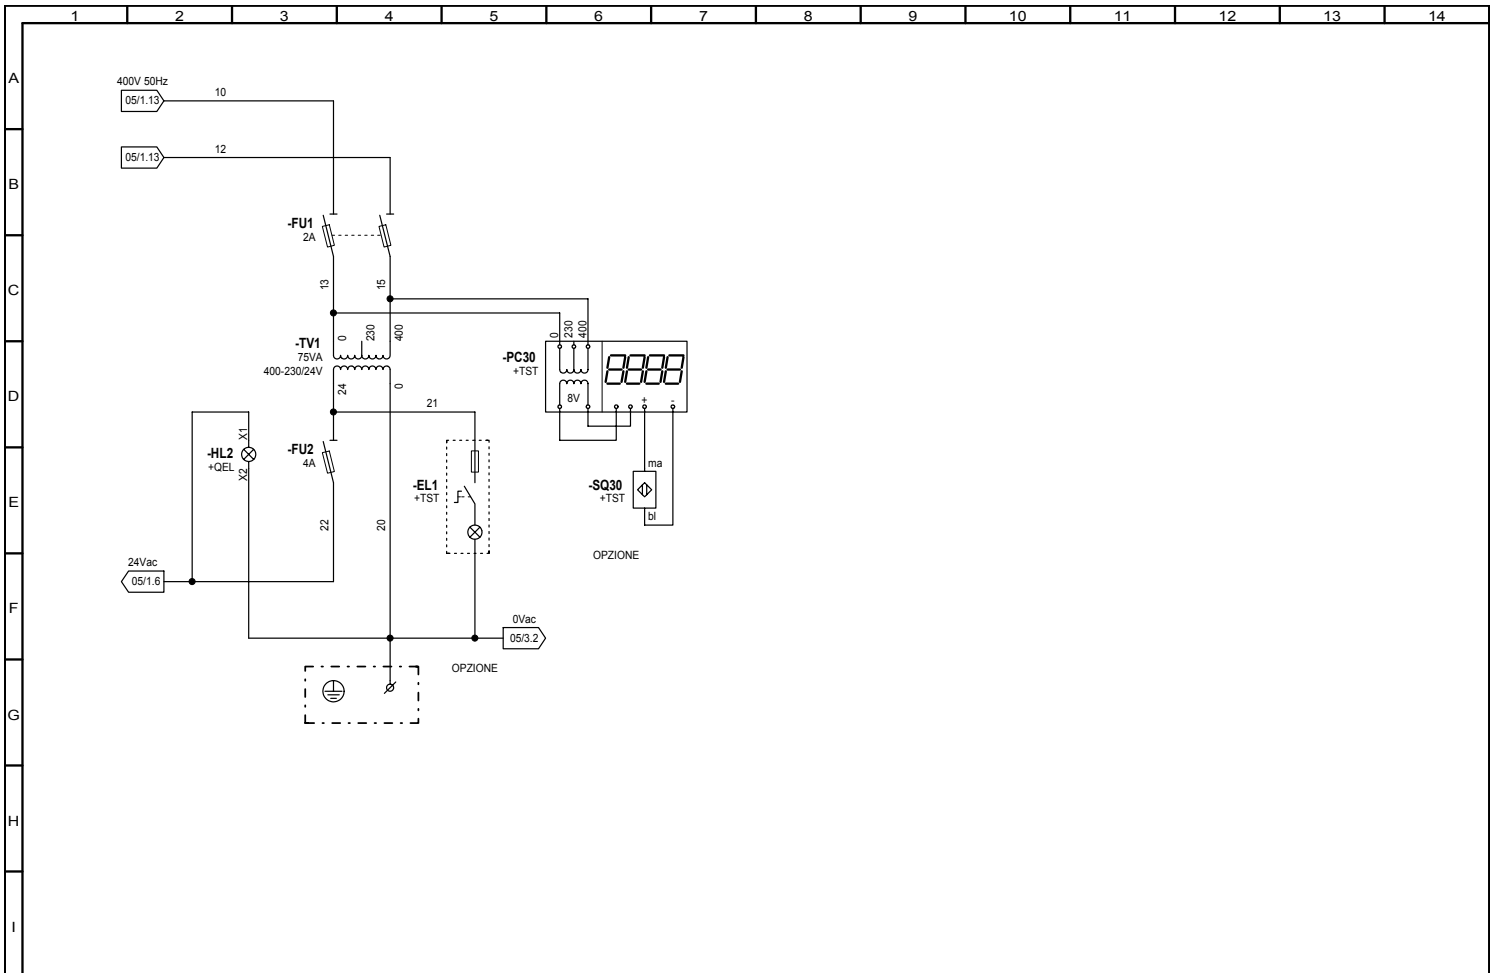 1 2 3 4 5 6 7 8 9 10 11 12 13 14
A
400V 50Hz
05/1.13 10
05/1.13 12
B
-FU1
2A
C
13 15
0 230 400
0 230 400
-TV1
75VA
400-230/24V
-PC30
+TST
8888
D
24 0
8V + -
21
X1
-HL2
+QEL
X2
-FU2
4A
ma
-EL1
+TST
-SQ30
+TST
E
bl
22 20
OPZIONE
24Vac
05/1.6
F
0Vac
05/3.2
OPZIONE
G
H
I